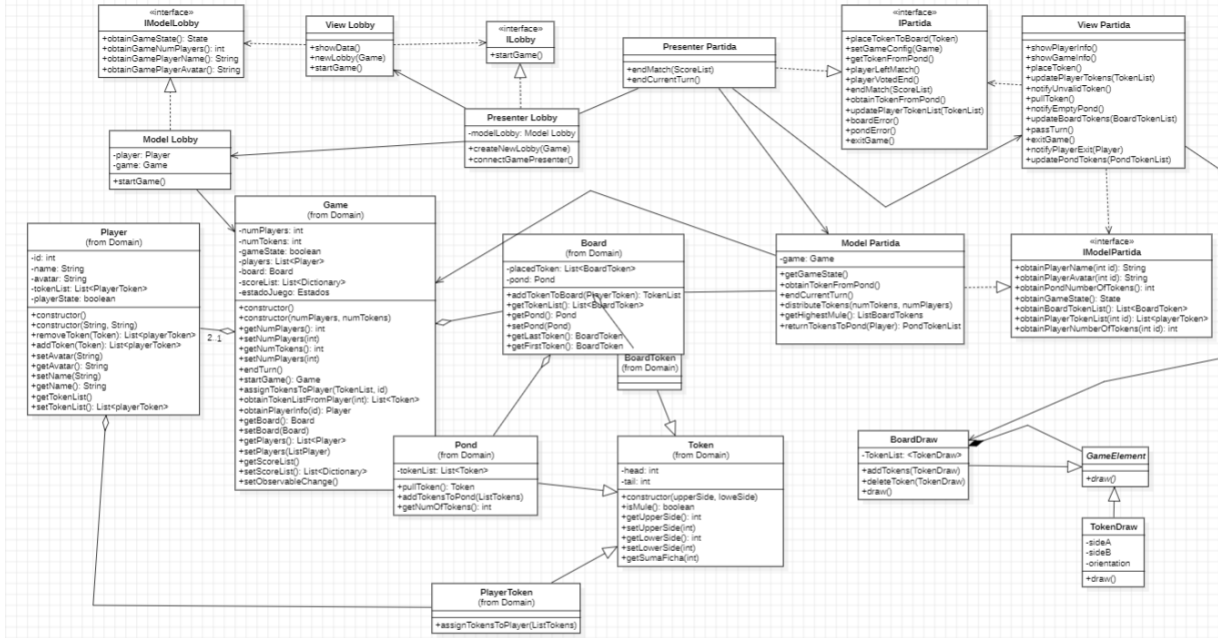 «interface»
IModelLobby
+obtainGameState(): State
+obtainGameNumPlayers(): int
+obtainGamePlayerName(): String
+obtainGamePlayerAvatar(): String
View Lobby
+showData()
+newLobby(Game)
+startGame()
«interface»
ILobby
+startGame()
Presenter Partida
+endMatch(ScoreList)
+endCurrentTurn()
«interface»
IPartida
+placeTokenToBoard(Token)
+setGameConfig(Game)
+getTokenFromPond()
+playerLeftMatch()
+playerVotedEnd()
+endMatch(ScoreList)
+obtainTokenFromPond()
+updatePlayerTokenList(TokenList)
+boardError()
+pondError()
+exitGame()
View Partida
+showPlayerInfo()
+showGameInfo()
+placeToken()
+updatePlayerTokens(TokenList)
+notifyUnvalidToken()
+pullToken()
+notifyEmptyPond()
+updateBoardTokens(BoardTokenList)
+passTurn()
+exitGame()
+notifyPlayerExit(Player)
+updatePondTokens(PondTokenList)
Model Lobby
-player: Player
-game: Game
+startGame()
Presenter Lobby
-modelLobby: Model Lobby
+createNewLobby(Game)
+connectGamePresenter()
Player
(from Domain)
-id: int
-name: String
-avatar: String
-tokenList: List<PlayerToken>
-playerState: boolean
+constructor()
+constructor(String, String)
+removeToken(Token): List<playerToken>
+addToken(Token): List<playerToken>
+setAvatar(String)
+getAvatar(): String
+setName(String)
+getName(): String
+getTokenList()
+setTokenList(): List<playerToken>
2..1
Game
(from Domain)
-numPlayers: int
-numTokens: int
-gameState: boolean
-players: List<Player>
-board: Board
-scoreList: List<Dictionary>
-estadoJuego: Estados
+constructor()
+constructor(numPlayers, numTokens)
+getNumPlayers(): int
+setNumPlayers(int)
+getNumTokens(): int
+setNumPlayers(int)
+endTurn()
+startGame(): Game
+assignTokensToPlayer(TokenList, id)
+obtainTokenListFromPlayer(int): List<Token>
+obtainPlayerInfo(id): Player
+getBoard(): Board
+setBoard(Board)
+getPlayers(): List<Player>
+setPlayers(ListPlayer)
+getScoreList()
+setScoreList(): List<Dictionary>
+setObservableChange()
Board
(from Domain)
-placedToken: List<BoardToken>
-pond: Pond
+addTokenToBoard(PlayerToken): TokenList
+getTokenList(): List<BoardToken>
+getPond(): Pond
+setPond(Pond)
+getLastToken(): BoardToken
+getFirstToken(): BoardToken
BoardToken
(from Domain)
Model Partida
-game: Game
+getGameState()
+obtainTokenFromPond()
+endCurrentTurn()
+distributeTokens(numTokens, numPlayers)
+getHighestMule(): ListBoardTokens
+returnTokensToPond(Player): PondTokenList
«interface»
IModelPartida
+obtainPlayerName(int id): String
+obtainPlayerAvatar(int id): String
+obtainPondNumberOfTokens(): int
+obtainGameState(): State
+obtainBoardTokenList(): List<BoardToken>
+obtainPlayerTokenList(int id): List<playerToken>
+obtainPlayerNumberOfTokens(int id): int
Pond
(from Domain)
-tokenList: List<Token>
+pullToken(): Token
+addTokensToPond(ListTokens)
+getNumOfTokens(): int
Token
(from Domain)
-head: int
-tail: int
+constructor(upperSide, loweSide)
+isMule(): boolean
+getUpperSide(): int
+setUpperSide(int)
+getLowerSide(): int
+setLowerSide(int)
+getSumaFicha(int)
BoardDraw
-TokenList: <TokenDraw>
+addTokens(TokenDraw)
+deleteToken(TokenDraw)
+draw()
GameElement
+draw()
TokenDraw
-sideA
-sideB
-orientation
+draw()
PlayerToken
(from Domain)
+assignTokensToPlayer(ListTokens)